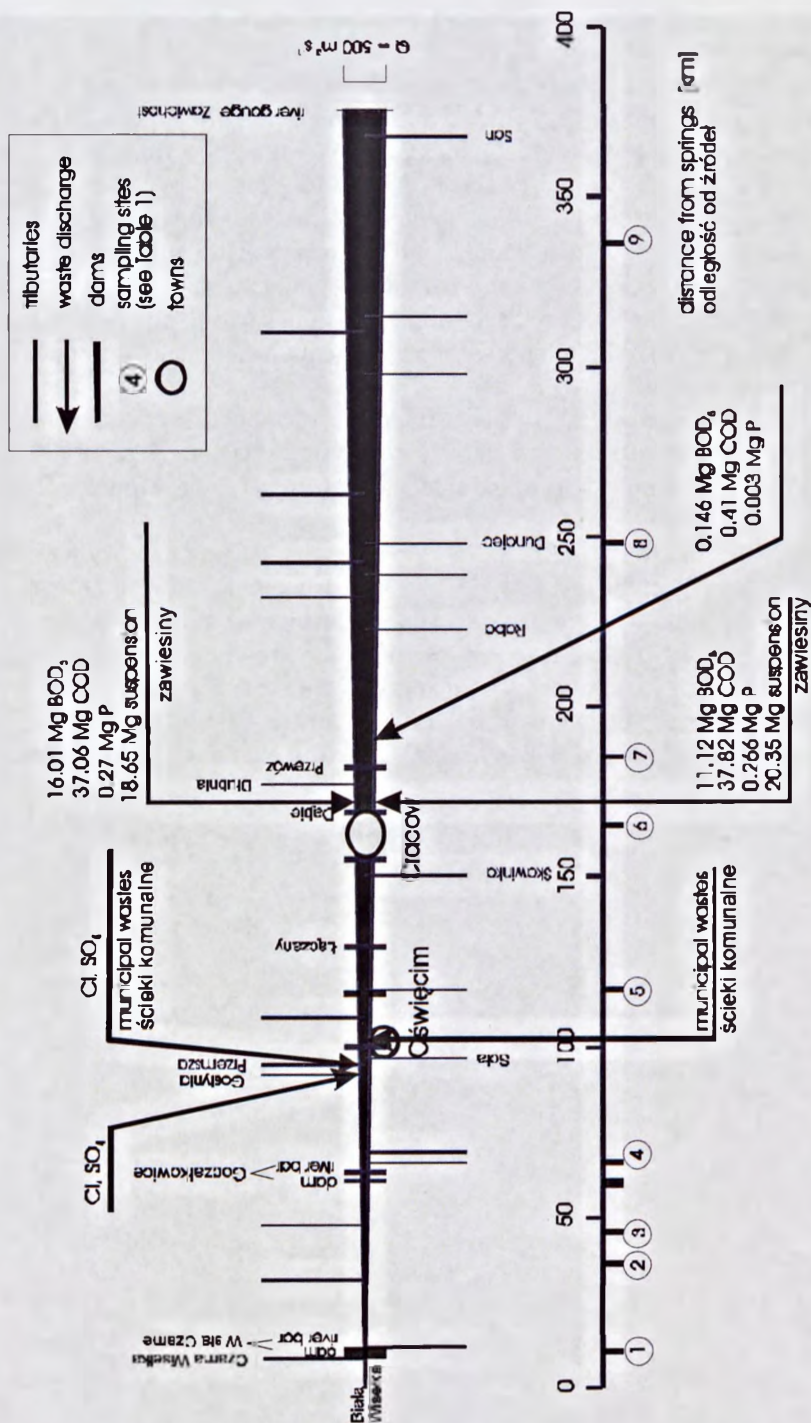 tributaries
waste discharge
dams
sampling sites
(see Table 1)
towns
4
river gouge Zawichost
Q = 500 m³ s⁻¹
16.01 Mg BOD₅
37.06 Mg COD
0.27 Mg P
18.65 Mg suspension
zawiesiny
Cl, SO₄
municipal wastes
ścieki komunalne
Cl, SO₄
Czarna Wisełka
Wisła Czarne
dam
river bar
Goczałkowice
dam
river bar
Gostynia
Przemsza
Łączany
Dąbie
Dłubnia
Przewóz
Biała
Wisełka
Soła
Oświęcim
Skawinka
Cracow
Raba
Dunajec
San
municipal wastes
ścieki komunalne
11.12 Mg BOD₅
37.82 Mg COD
0.266 Mg P
20.35 Mg suspension
zawiesiny
0.146 Mg BOD₅
0.41 Mg COD
0.003 Mg P
0
50
100
150
200
250
300
350
400
1
2
3
4
5
6
7
8
9
distance from springs [km]
odległość od źródeł